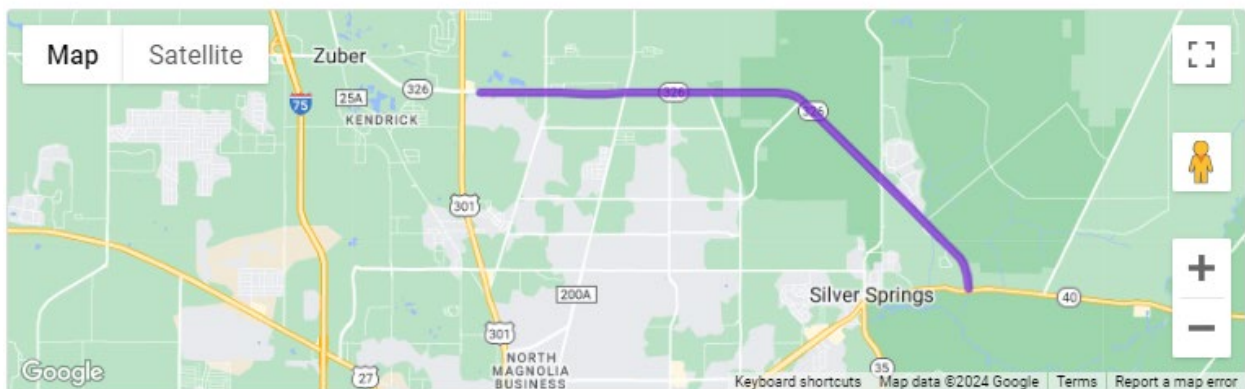 Map
Satellite
Zuber
326
25A
KENDRICK
75
326
326
301
200A
Silver Springs
40
301
NORTH
MAGNOLIA
BUSINESS
27
35
Google
Keyboard shortcuts
Map data ©2024 Google
Terms
Report a map error